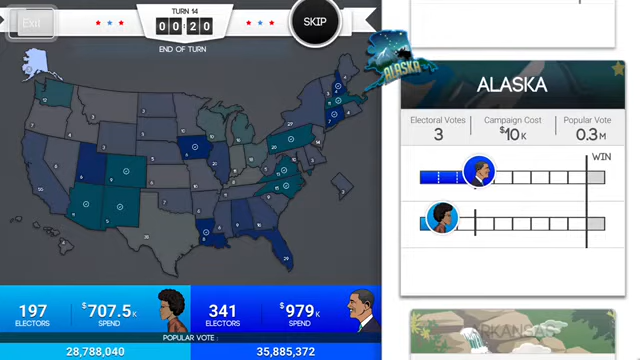 Exit
TURN 14
00:20
SKIP
END OF TURN
ALASKA
ALASKA
Electoral Votes
3
Campaign Cost
$10K
Popular Vote
0.3M
WIN
197
ELECTORS
$707.5K
SPEND
341
ELECTORS
$979K
SPEND
POPULAR VOTE
28,788,040
35,885,372
ARKANSAS